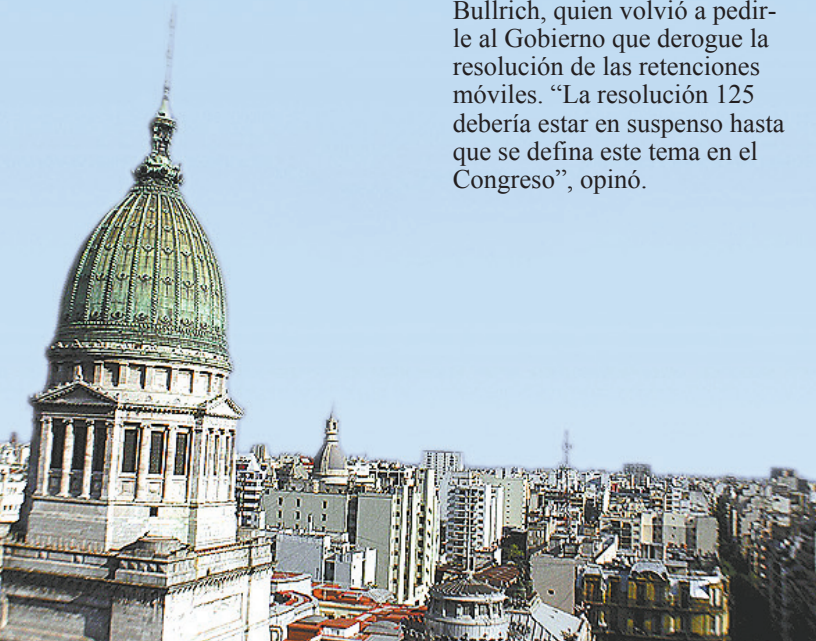 Bullrich, quien volvió a pedir-
le al Gobierno que derogue la
resolución de las retenciones
móviles. “La resolución 125
debería estar en suspenso hasta
que se defina este tema en el
Congreso”, opinó.